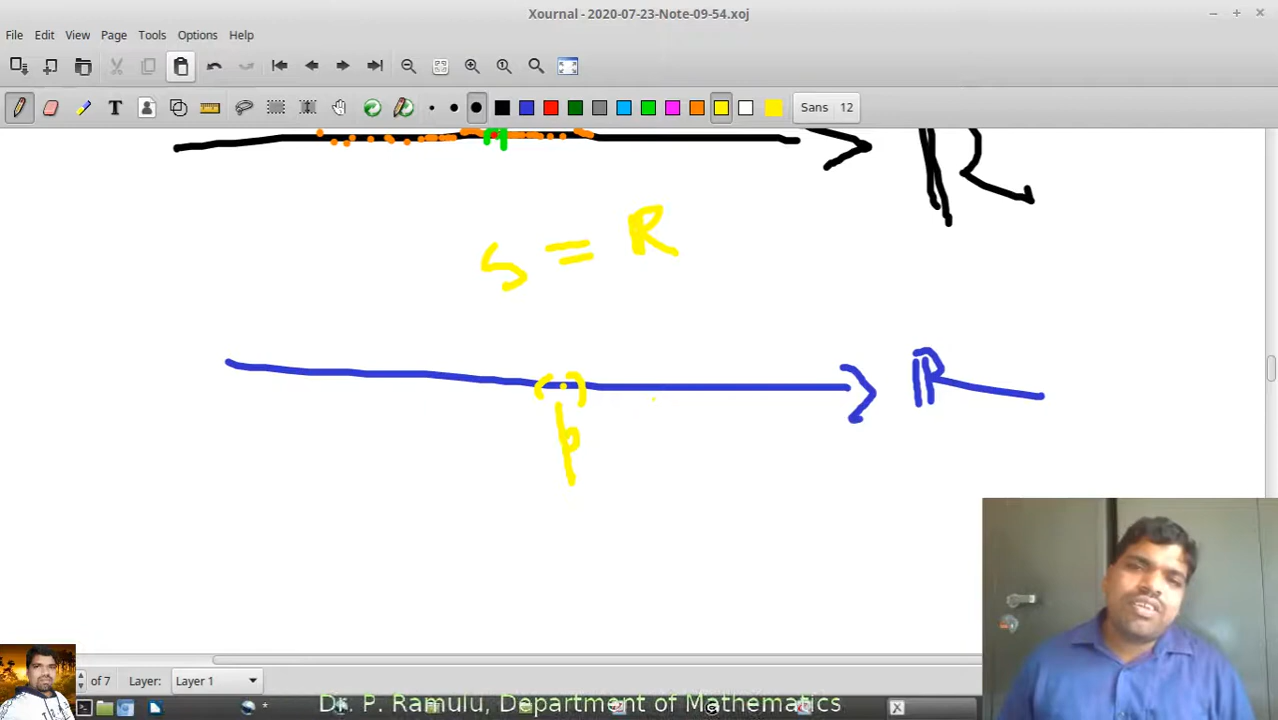 Xournal - 2020-07-23-Note-09-54.xoj
File Edit View Page Tools Options Help
Sans 12
R
S = R
R
p
of 7 Layer: Layer 1
Dr. P. Ramulu, Department of Mathematics